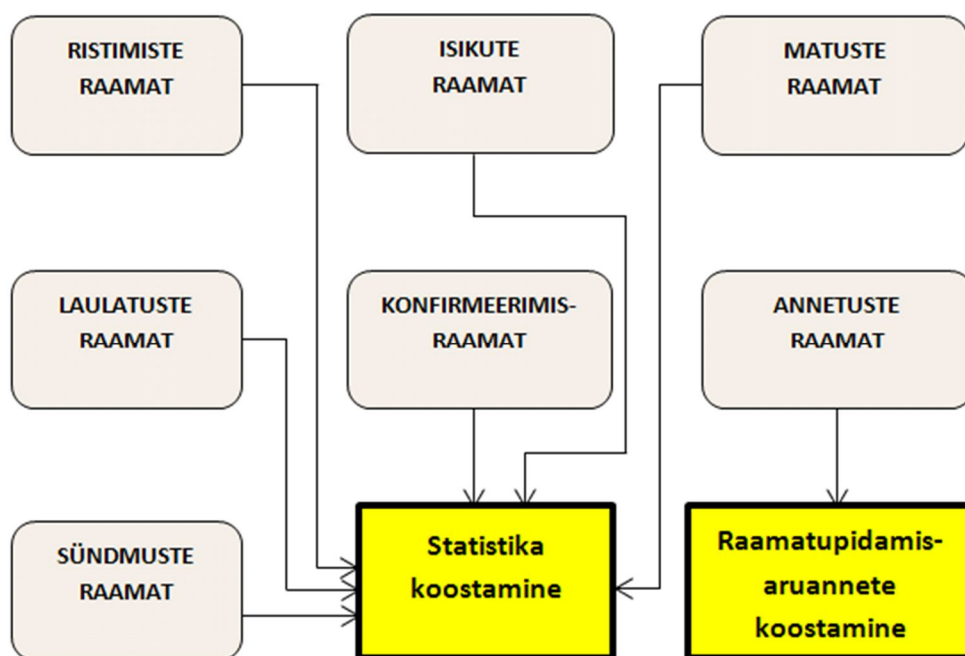 RISTIMISTE
RAAMAT
ISIKUTE
RAAMAT
MATUSTE
RAAMAT
LAULATUSTE
RAAMAT
KONFIRMEERIMIS-
RAAMAT
ANNETUSTE
RAAMAT
SÜNDMUSTE
RAAMAT
Statistika
koostamine
Raamatupidamis-
aruannete
koostamine